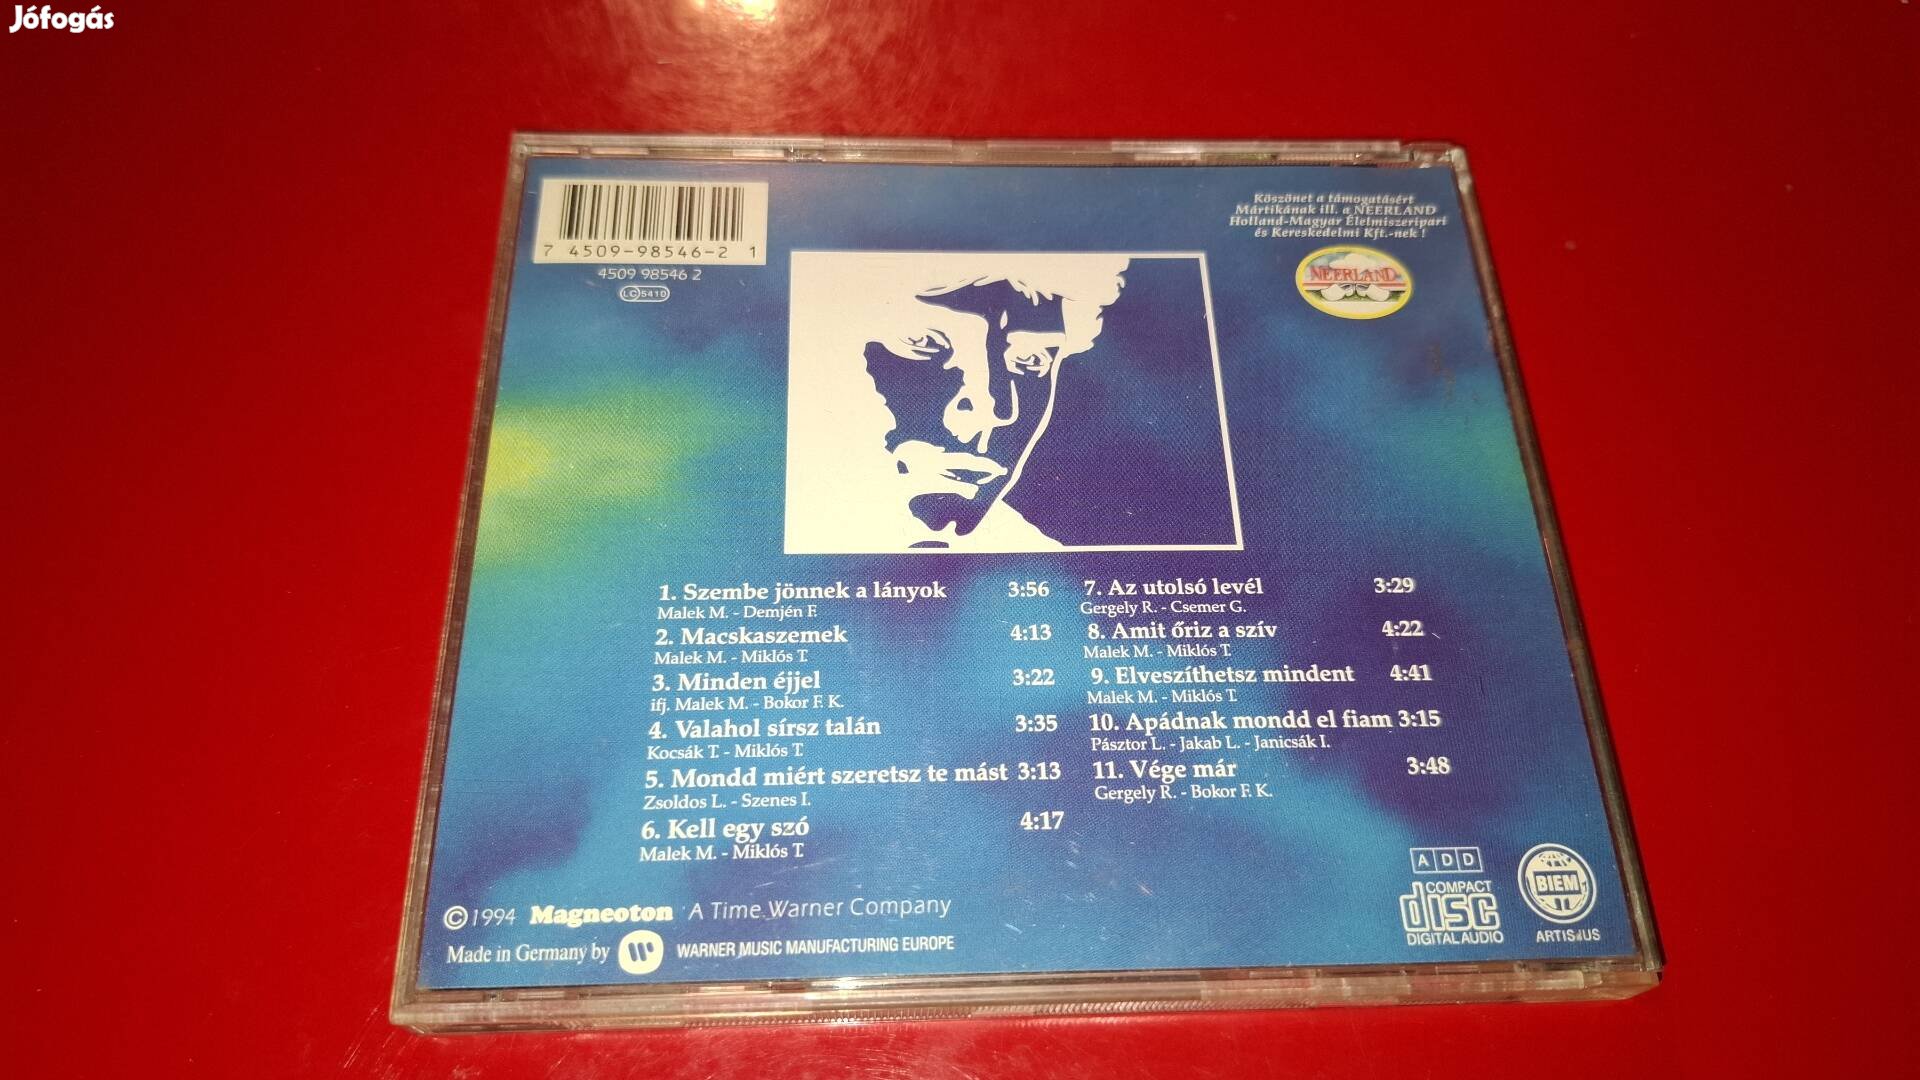 Jófogás
7 4509-98546-2 1
4509 98546 2
LC 5410
Köszönet a támogatásért
Mártikának ill. a NEERLAND
Holland-Magyar Élelmiszeripari
és Kereskedelmi Kft.-nek !
NEERLAND
1. Szembe jönnek a lányok 3:56
Malek M. - Demjén F.
2. Macskaszemek 4:13
Malek M. - Miklós T.
3. Minden éjjel 3:22
ifj. Malek M. - Bokor F. K.
4. Valahol sírsz talán 3:35
Kocsák T. - Miklós T.
5. Mondd miért szeretsz te mást 3:13
Zsoldos L. - Szenes I.
6. Kell egy szó 4:17
Malek M. - Miklós T.
7. Az utolsó levél 3:29
Gergely R. - Csemer G.
8. Amit őriz a szív 4:22
Malek M. - Miklós T.
9. Elveszíthetsz mindent 4:41
Malek M. - Miklós T.
10. Apádnak mondd el fiam 3:15
Pásztor L. - Jakab L. - Janicsák I.
11. Vége már 3:48
Gergely R. - Bokor F. K.
© 1994 Magneoton A Time Warner Company
Made in Germany by WARNER MUSIC MANUFACTURING EUROPE
ADD
COMPACT
disc
DIGITAL AUDIO
BIEM
ARTISJUS